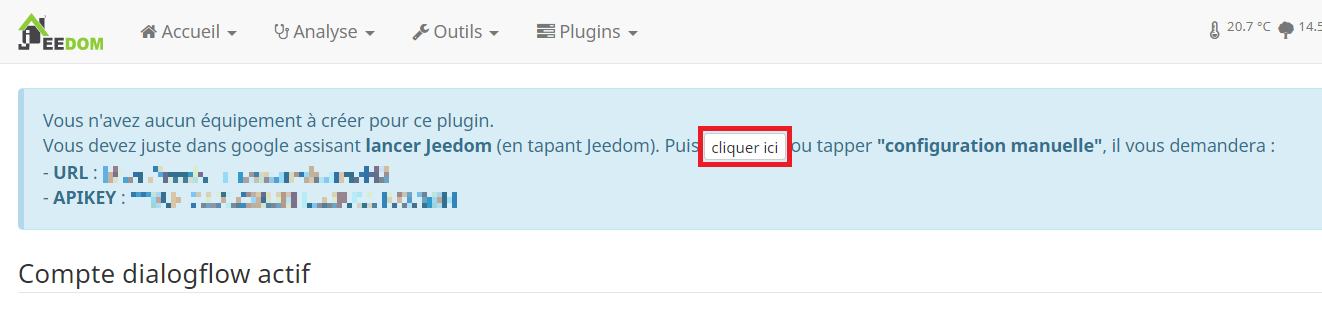 JEEDOM Accueil Analyse Outils Plugins 20.7 °C 14.5
Vous n'avez aucun équipement à créer pour ce plugin.
Vous devez juste dans google assisant lancer Jeedom (en tapant Jeedom). Puis cliquer ici ou tapper "configuration manuelle", il vous demandera :
- URL :
- APIKEY :
Compte dialogflow actif